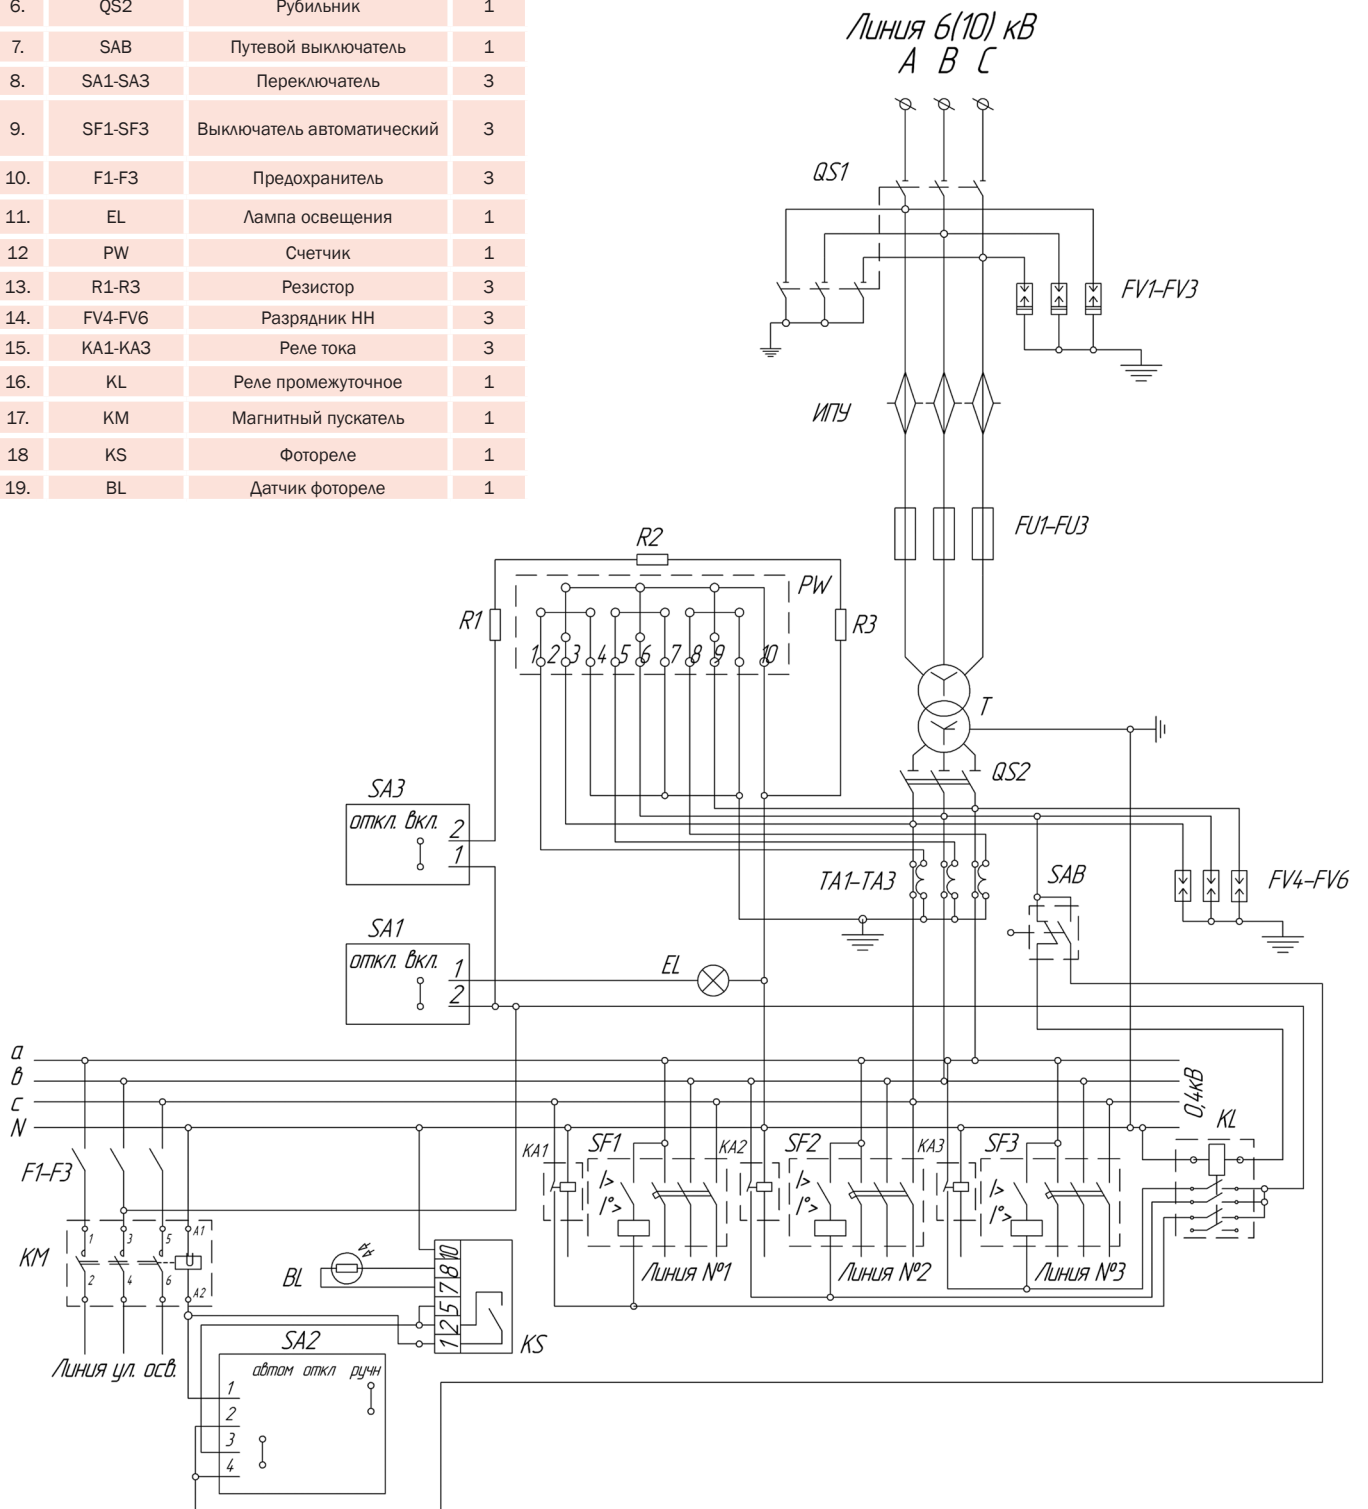 6. QS2 Рубильник 1
7. SAB Путевой выключатель 1
8. SA1-SA3 Переключатель 3
9. SF1-SF3 Выключатель автоматический 3
10. F1-F3 Предохранитель 3
11. EL Лампа освещения 1
12 PW Счетчик 1
13. R1-R3 Резистор 3
14. FV4-FV6 Разрядник НН 3
15. KA1-KA3 Реле тока 3
16. KL Реле промежуточное 1
17. KM Магнитный пускатель 1
18 KS Фотореле 1
19. BL Датчик фотореле 1
Линия 6(10) кВ
A B C
QS1
FV1-FV3
ИПУ
FU1-FU3
R2
PW
R1
R3
1 2 3 4 5 6 7 8 9 10
T
QS2
SA3
откл. вкл.
2
1
TA1-TA3
SAB
FV4-FV6
SA1
откл. вкл.
1
2
EL
а
в
с
N
0,4кВ
KL
F1-F3
KA1
SF1
KA2
SF2
KA3
SF3
I>
I°>
I>
I°>
I>
I°>
KM
1 3 5 A1
U
2 4 6 A2
BL
10
8
7
5
2
1
KS
Линия №1
Линия №2
Линия №3
Линия ул. осв.
SA2
автом откл ручн
1
2
3
4